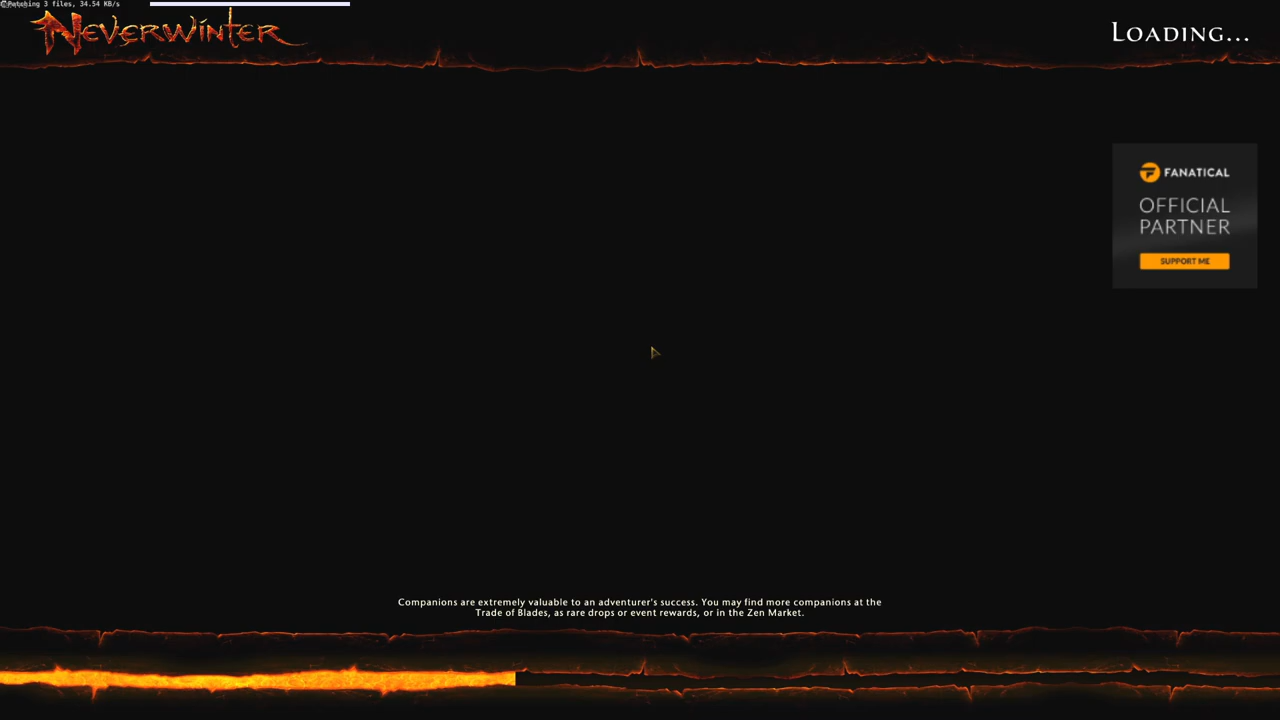 Patching 3 files, 34.54 KB/s
NEVERWINTER
LOADING...
FANATICAL
OFFICIAL
PARTNER
SUPPORT ME
Companions are extremely valuable to an adventurer's success. You may find more companions at the
Trade of Blades, as rare drops or event rewards, or in the Zen Market.